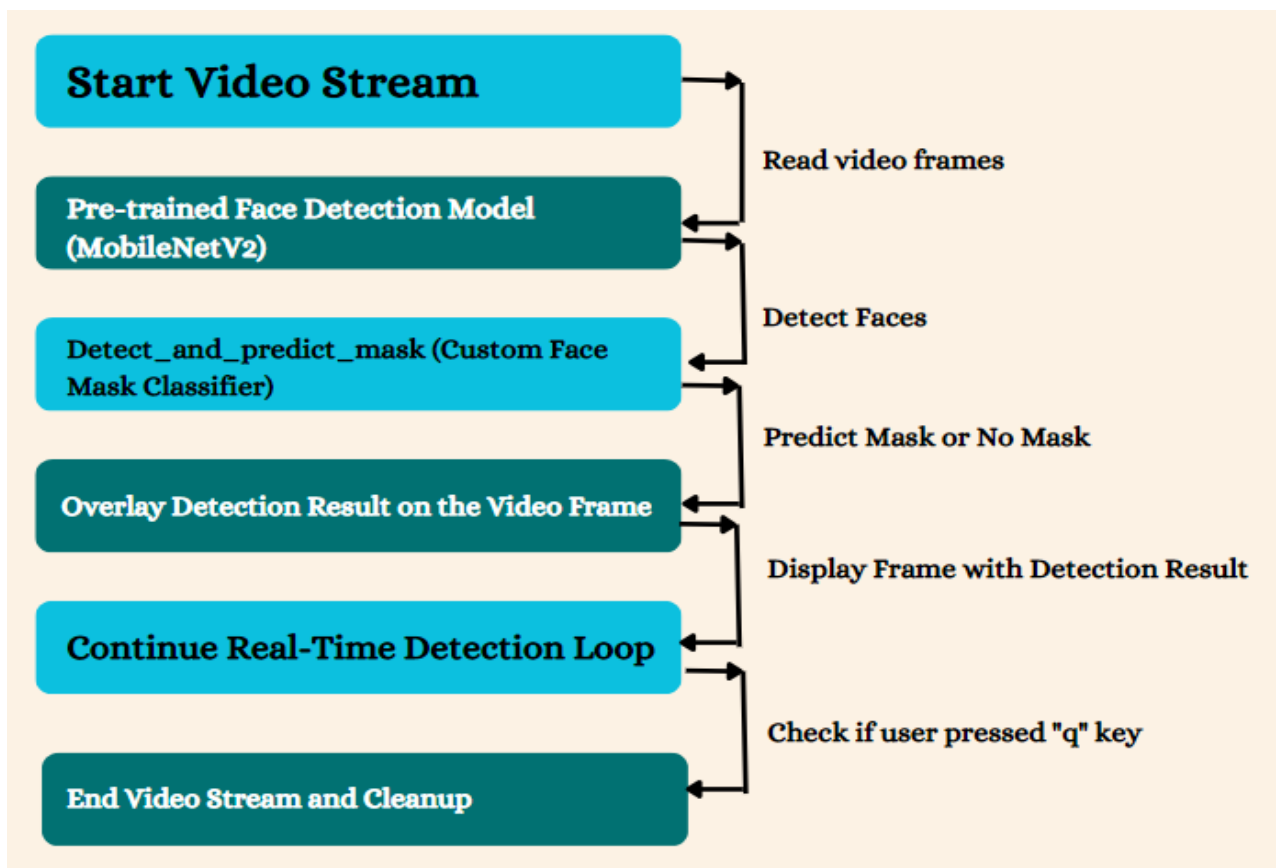 Start Video Stream
Read video frames
Pre-trained Face Detection Model
(MobileNetV2)
Detect Faces
Detect_and_predict_mask (Custom Face
Mask Classifier)
Predict Mask or No Mask
Overlay Detection Result on the Video Frame
Display Frame with Detection Result
Continue Real-Time Detection Loop
Check if user pressed "q" key
End Video Stream and Cleanup